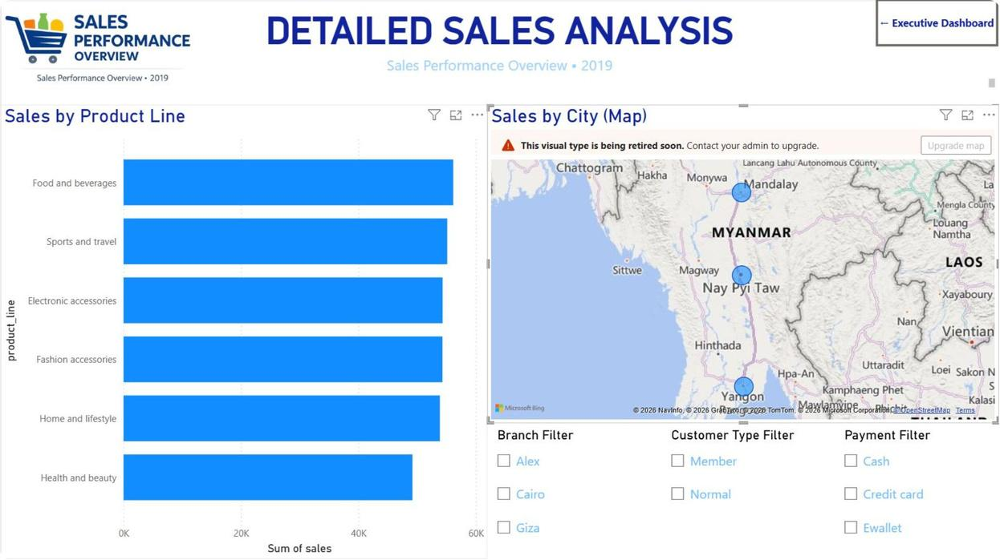 SALES
PERFORMANCE
OVERVIEW
Sales Performance Overview • 2019
DETAILED SALES ANALYSIS
Sales Performance Overview • 2019
← Executive Dashboard
Sales by Product Line
Food and beverages
Sports and travel
Electronic accessories
Fashion accessories
Home and lifestyle
Health and beauty
product_line
0K 20K 40K 60K
Sum of sales
Sales by City (Map)
This visual type is being retired soon. Contact your admin to upgrade.
Upgrade map
Lancang Lahu Autonomous County
Chattogram
Hakha
Monywa
Mandalay
La
Mengla County
MYANMAR
Louang
Namtha
Sittwe
Magway
LAOS
Nay Pyi Taw
Xayaboury
Nan
Vientian
Hinthada
Uttaradit
Loei
Sakon N
Hpa-An
S
Kamphaeng Phet
Kalasi
Yangon
Mawlamyine
Phichit
THAILAND
Microsoft Bing
© 2026 NavInfo, © 2026 TomTom, © 2026 Microsoft Corporation, © OpenStreetMap Terms
Branch Filter
Alex
Cairo
Giza
Customer Type Filter
Member
Normal
Payment Filter
Cash
Credit card
Ewallet